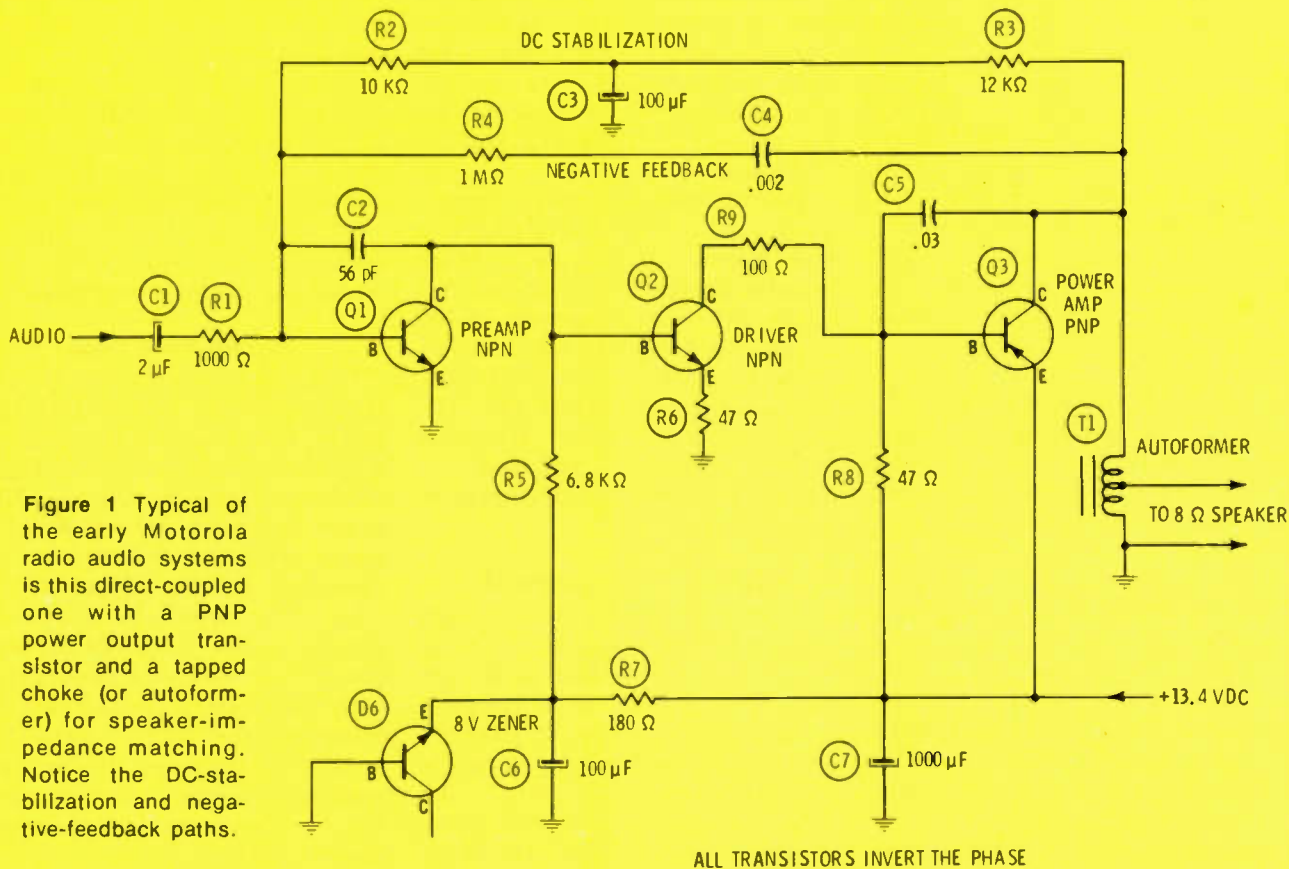 R2
DC STABILIZATION
R3
10 KΩ
C3
100 µF
12 KΩ
R4
C4
1 MΩ
NEGATIVE FEEDBACK
.002
C5
C2
R9
.03
56 pF
100 Ω
C1
R1
Q1
C
Q2
C
Q3
C
POWER
AMP
PNP
AUDIO
PREAMP
NPN
DRIVER
NPN
B
B
B
2 µF
1000 Ω
E
E
E
R6
47 Ω
T1
AUTOFORMER
R5
6.8 KΩ
R8
47 Ω
TO 8 Ω SPEAKER
Figure 1 Typical of
the early Motorola
radio audio systems
is this direct-coupled
one with a PNP
power output tran-
sistor and a tapped
choke (or autoform-
er) for speaker-im-
pedance matching.
Notice the DC-sta-
bilization and nega-
tive-feedback paths.
R7
+13.4 VDC
D6
E
8 V ZENER
180 Ω
B
C6
100 µF
C7
1000 µF
C
ALL TRANSISTORS INVERT THE PHASE